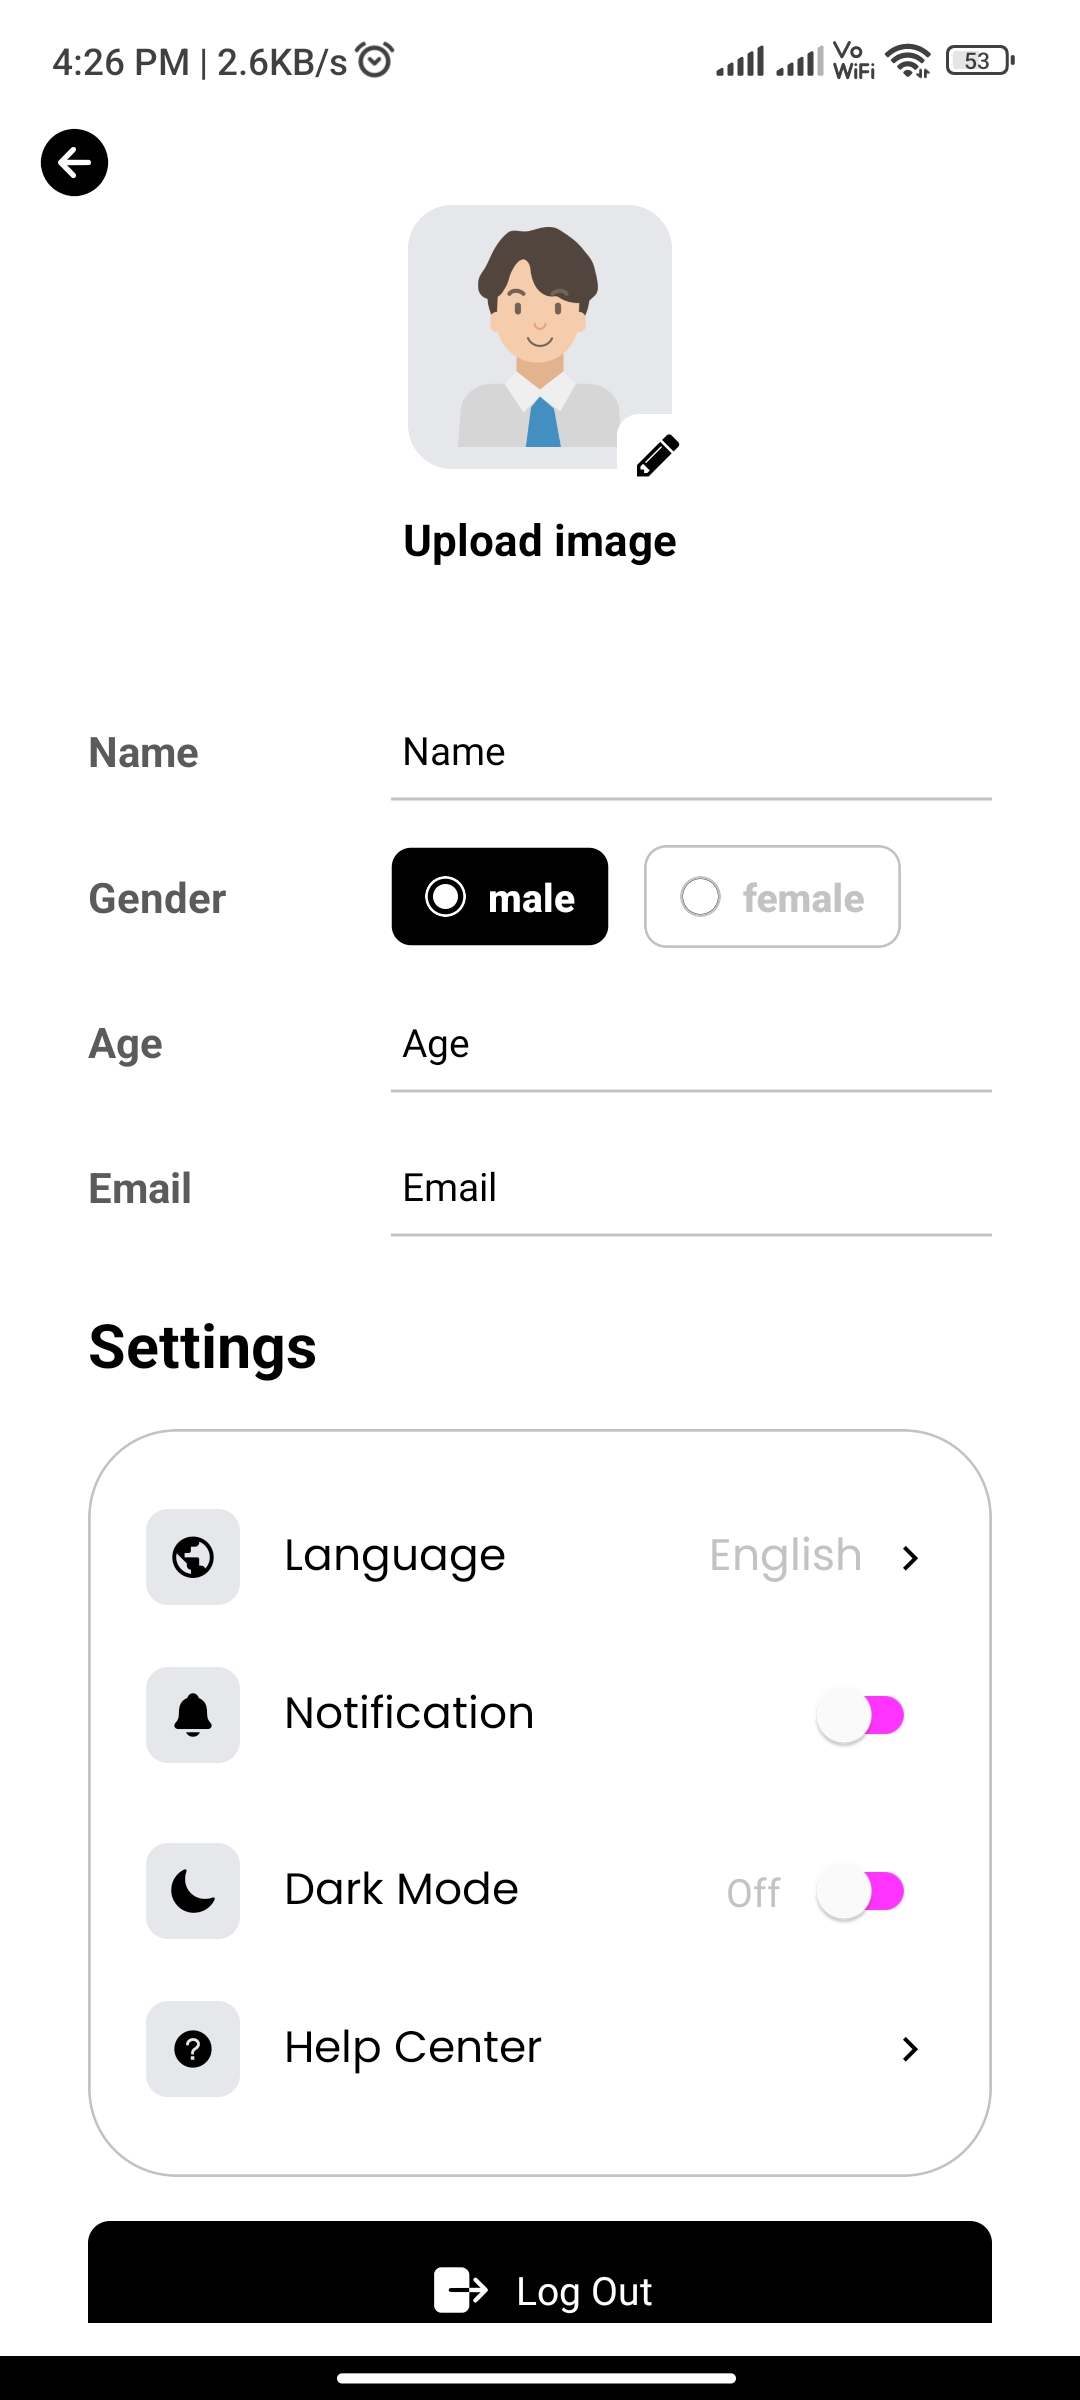 4:26 PM | 2.6KB/s
Vo WiFi
53
Upload image
Name Name
Gender male female
Age Age
Email Email
Settings
Language English
Notification
Dark Mode Off
Help Center
Log Out